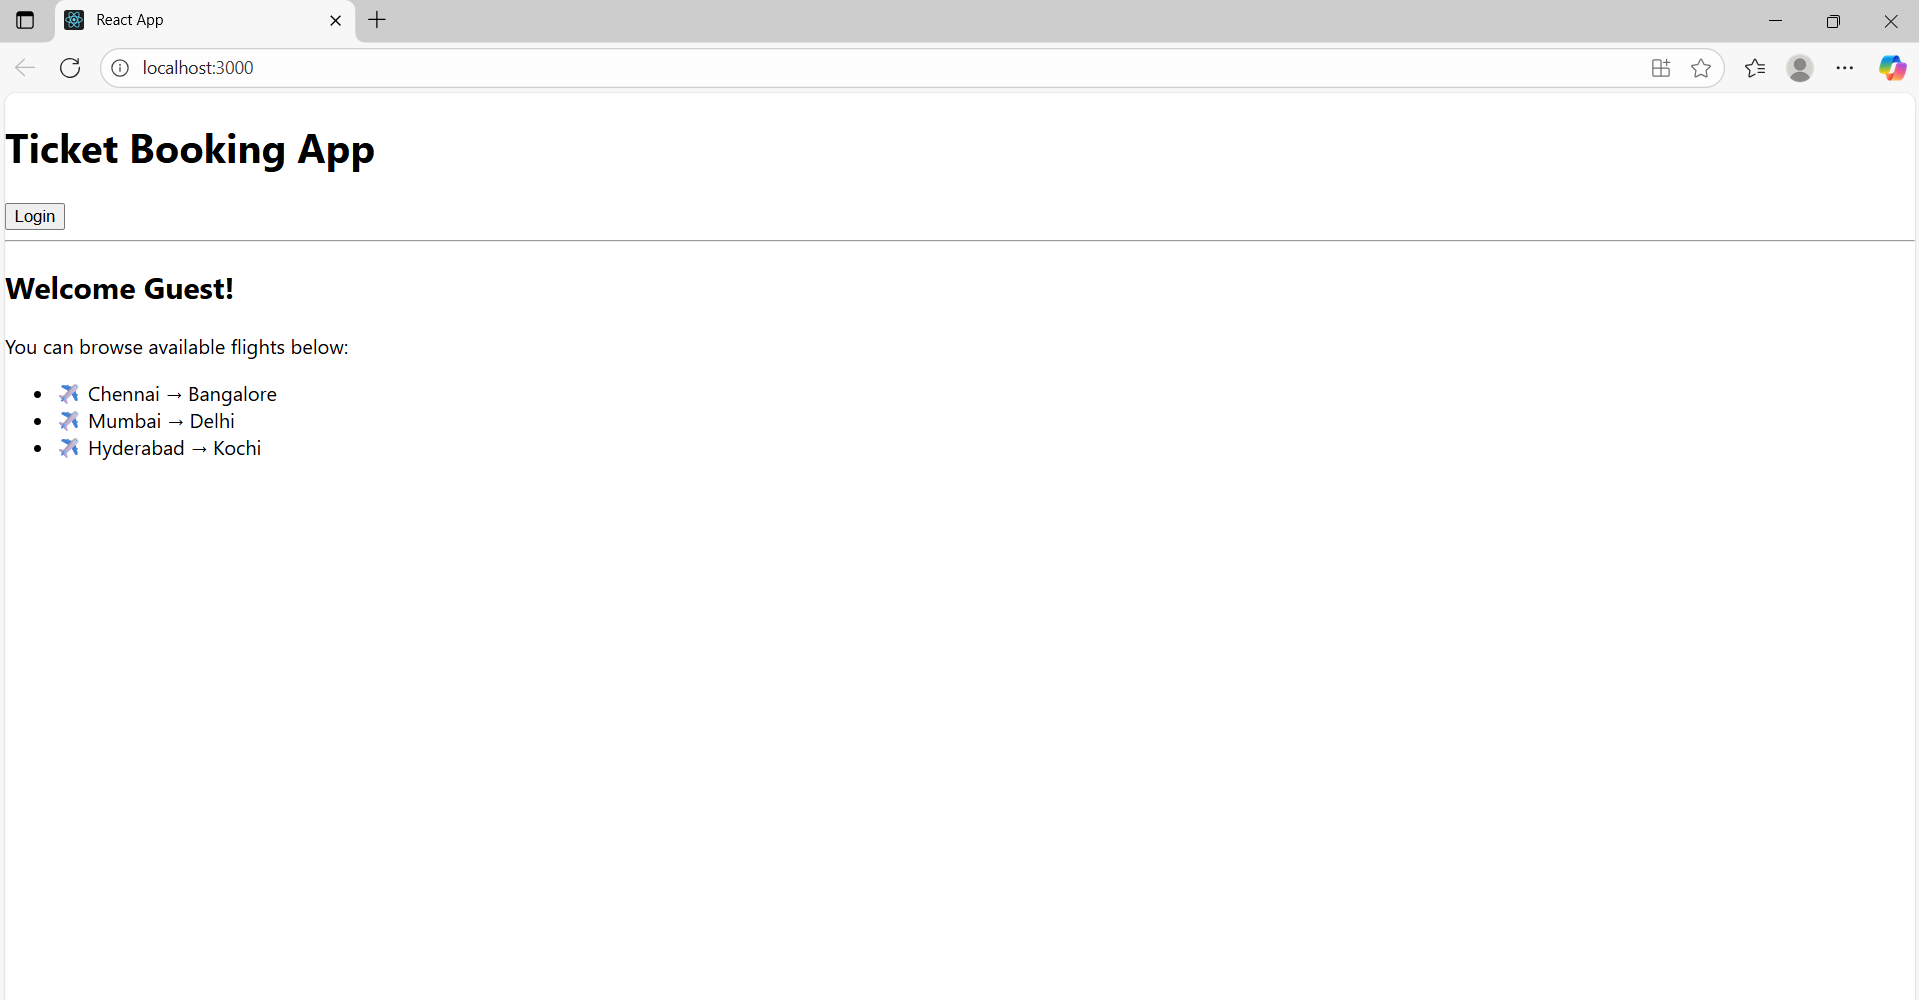 React App
localhost:3000
Ticket Booking App
Login
Welcome Guest!
You can browse available flights below:
• ✈️ Chennai → Bangalore
• ✈️ Mumbai → Delhi
• ✈️ Hyderabad → Kochi